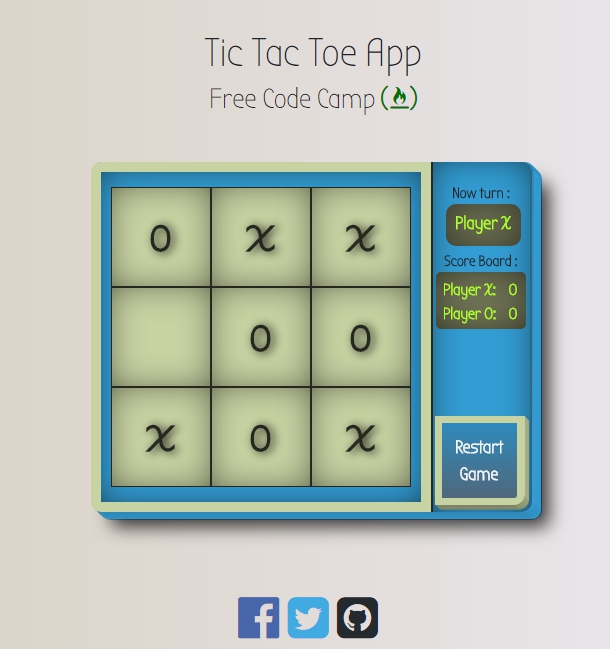 Tic Tac Toe App
Free Code Camp
Now turn :
Player X
Score Board :
Player X: 0
Player O: 0
O X X
O O
X O X
Restart
Game